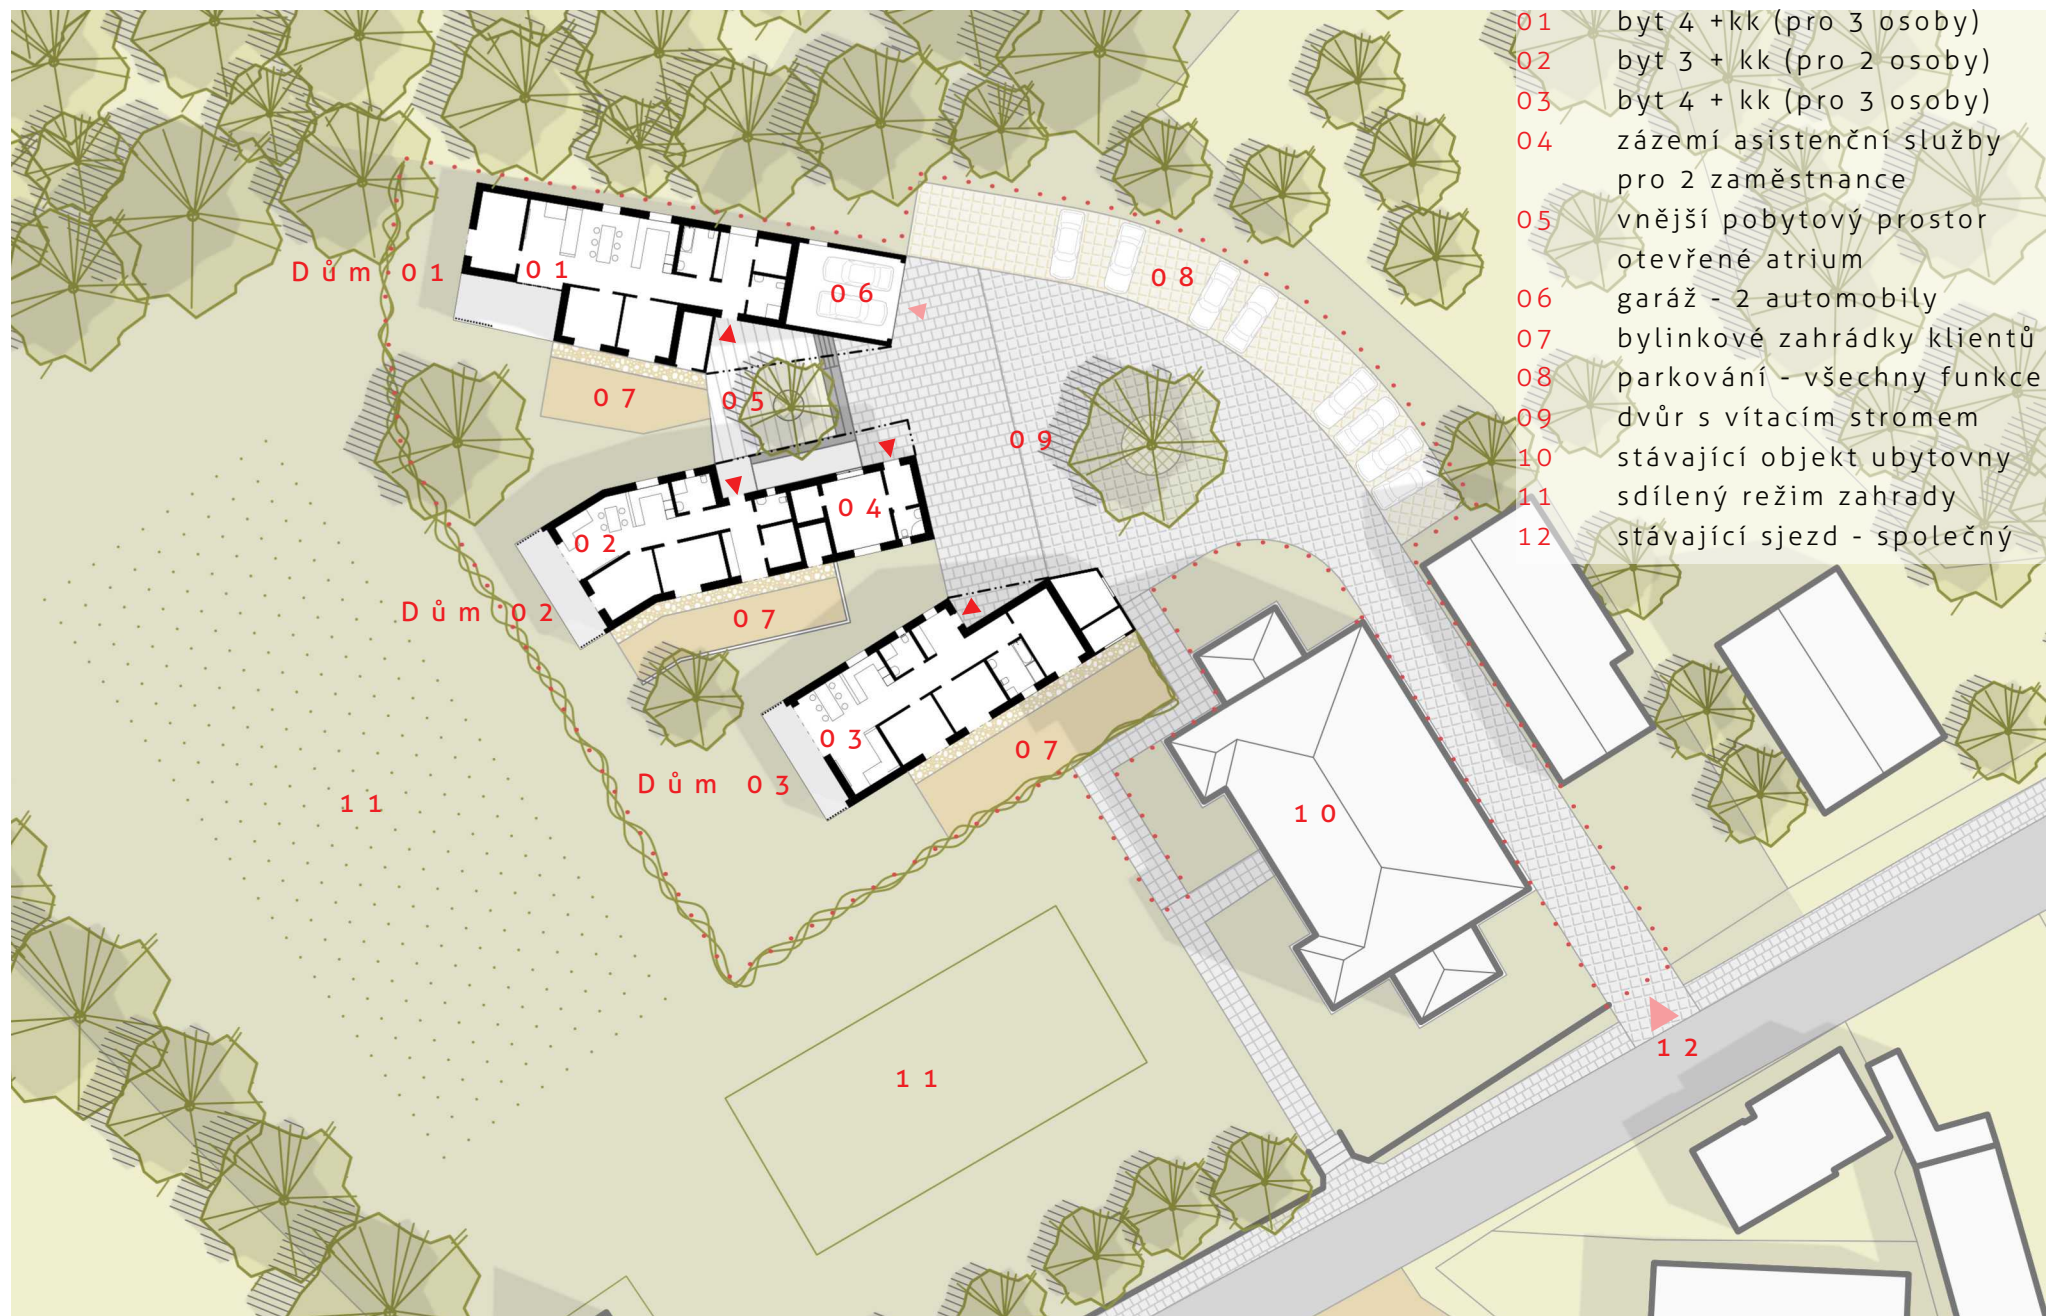 01 byt 4 +kk (pro 3 osoby)
02 byt 3 + kk (pro 2 osoby)
03 byt 4 + kk (pro 3 osoby)
04 zázemí asistenční služby
pro 2 zaměstnance
05 vnější pobytový prostor
otevřené atrium
06 garáž - 2 automobily
07 bylinkové zahrádky klientů
08 parkování - všechny funkce
09 dvůr s vítacím stromem
10 stávající objekt ubytovny
11 sdílený režim zahrady
12 stávající sjezd - společný
Dům 01
01
06
08
07
05
09
04
02
Dům 02
07
03
07
Dům 03
11
10
12
11